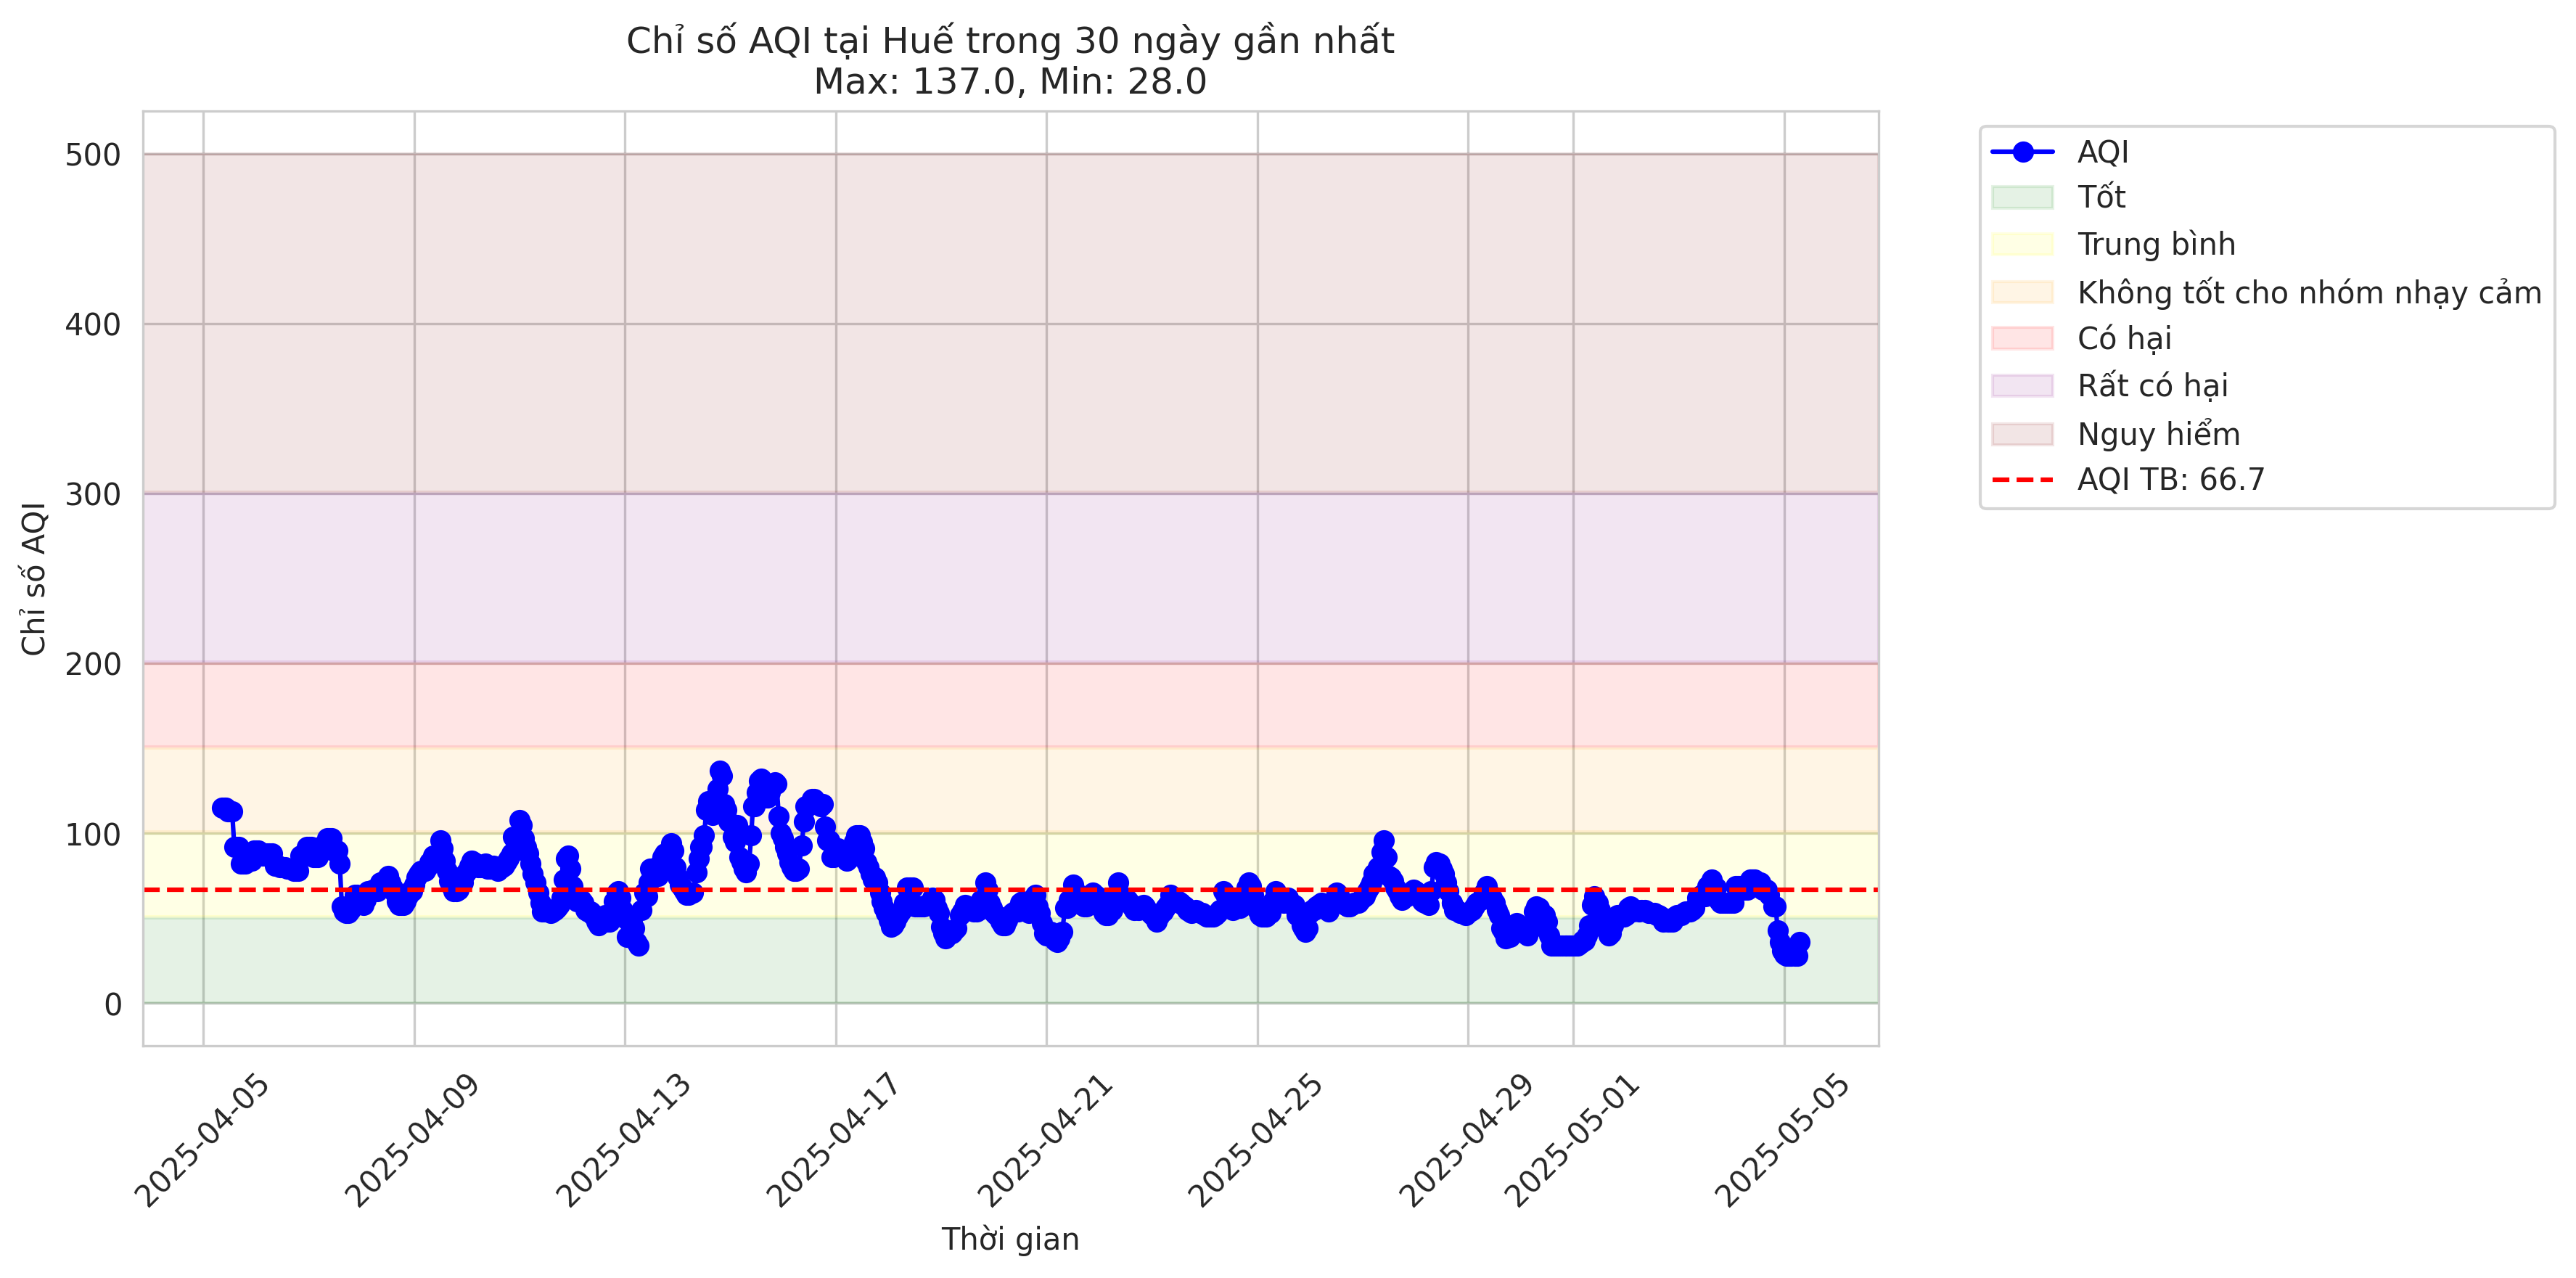 Chỉ số AQI tại Huế trong 30 ngày gần nhất
Max: 137.0, Min: 28.0
Chỉ số AQI
500
400
300
200
100
0
2025-04-05
2025-04-09
2025-04-13
2025-04-17
2025-04-21
2025-04-25
2025-04-29
2025-05-01
2025-05-05
Thời gian
AQI
Tốt
Trung bình
Không tốt cho nhóm nhạy cảm
Có hại
Rất có hại
Nguy hiểm
AQI TB: 66.7